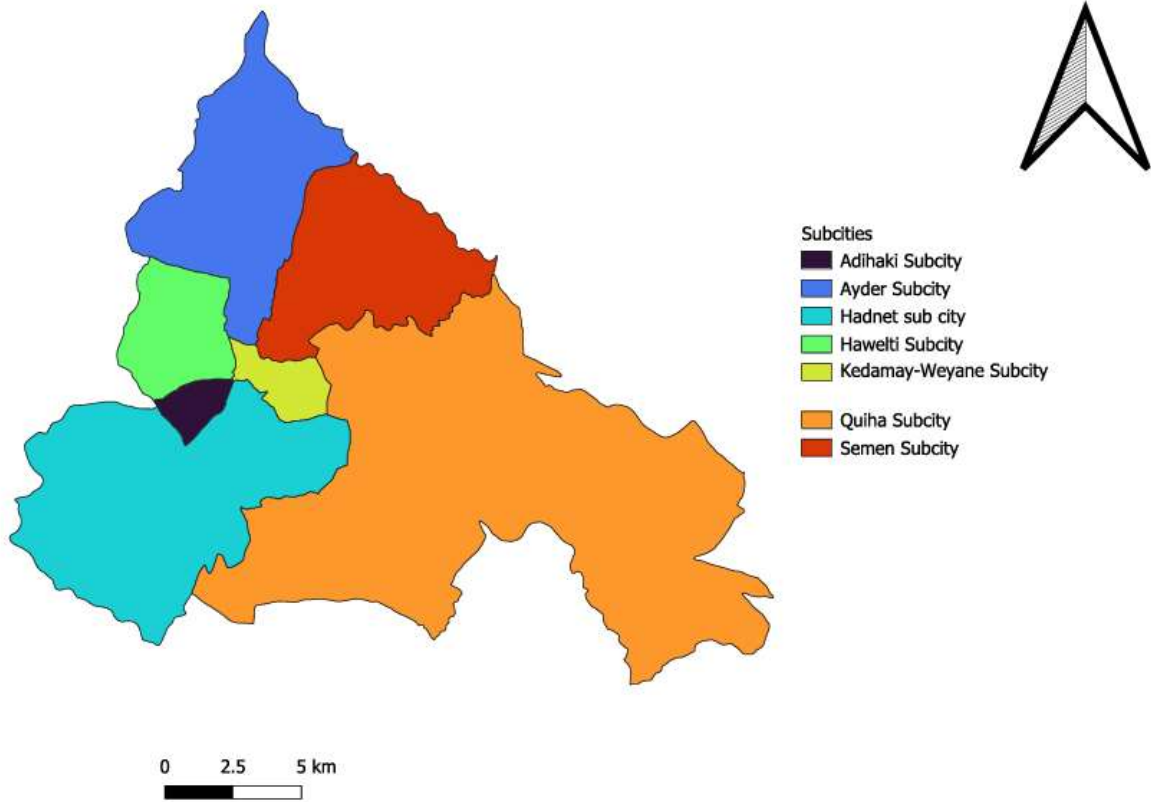 Subcities
Adihaki Subcity
Ayder Subcity
Hadnet sub city
Hawelti Subcity
Kedamay-Weyane Subcity
Quiha Subcity
Semen Subcity
0 2.5 5 km